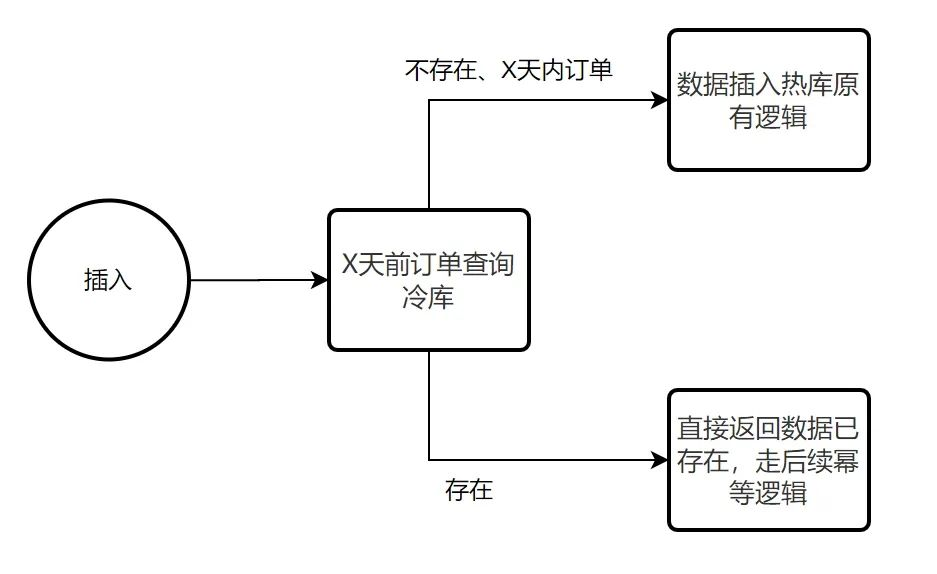 不存在、X天内订单
数据插入热库原
有逻辑
插入
X天前订单查询
冷库
直接返回数据已
存在，走后续幂
等逻辑
存在